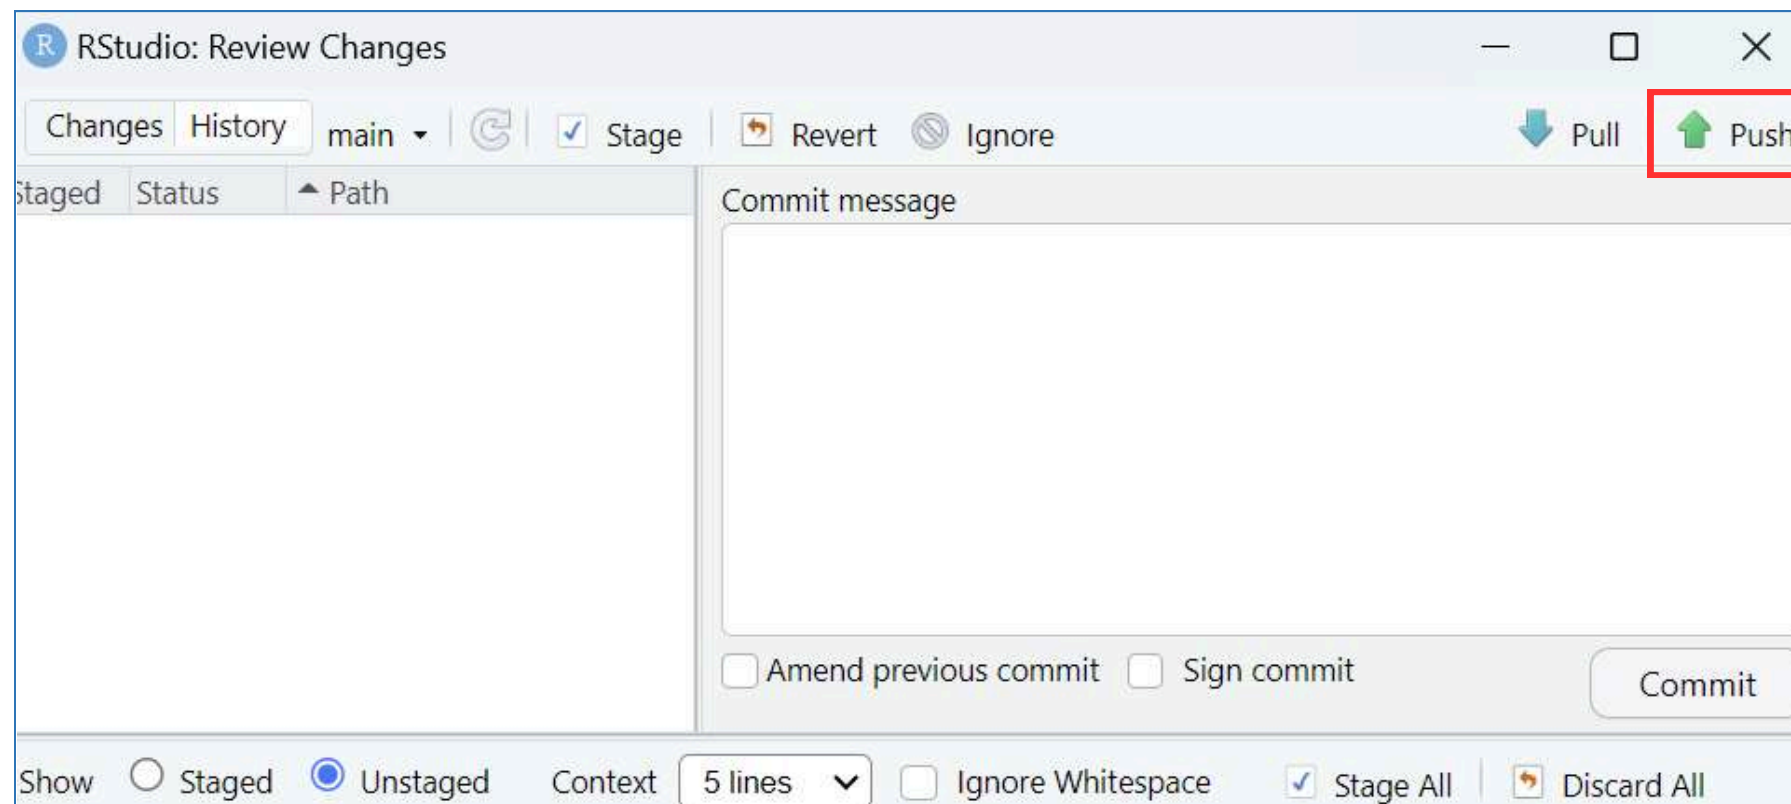 R RStudio: Review Changes
Changes History main Stage Revert Ignore Pull Push
Staged Status Path
Commit message
Amend previous commit Sign commit
Commit
Show Staged Unstaged Context 5 lines Ignore Whitespace Stage All Discard All